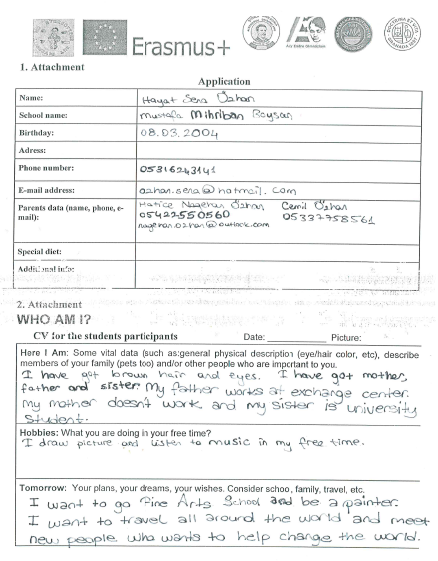 Erasmus+
1. Attachment
Application
Name: Hayat Sena Özhan
School name: Mustafa Mihriban Boysan
Birthday: 08.03.2004
Adress:
Phone number: 05316243141
E-mail address: ozhan.sena@hotmail.com
Parents data (name, phone, e-mail): Hatice Nagehan Özhan Cemil Özhan
05422550560 05337758561
nagehan.ozhan@outlook.com
Special diet:
Additional info:
2. Attachment
WHO AM I?
CV for the students participants Date: ________ Picture:
Here I Am: Some vital data (such as:general physical description (eye/hair color, etc), describe
members of your family (pets too) and/or other people who are important to you.
I have got brown hair and eyes. I have got mother,
father and sister. My father works at exchange center.
my mother doesn't work and my sister is university
student.
Hobbies: What you are doing in your free time?
I draw picture and listen to music in my free time.
Tomorrow: Your plans, your dreams, your wishes. Consider school, family, travel, etc.
I want to go Fine Arts School and be a painter.
I want to travel all around the world and meet
new people who wants to help change the world.